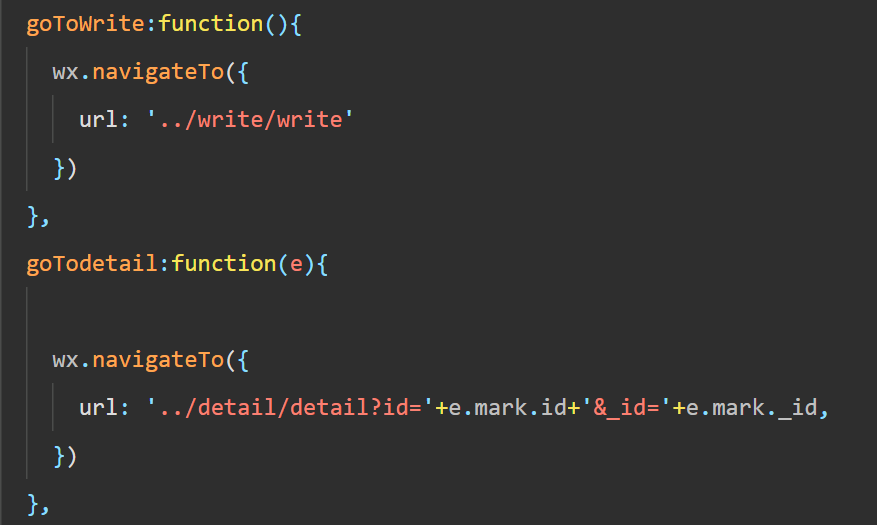 goToWrite:function(){
wx.navigateTo({
url: '../write/write'
})
},
goTodetail:function(e){
wx.navigateTo({
url: '../detail/detail?id='+e.mark.id+'&_id='+e.mark._id,
})
},